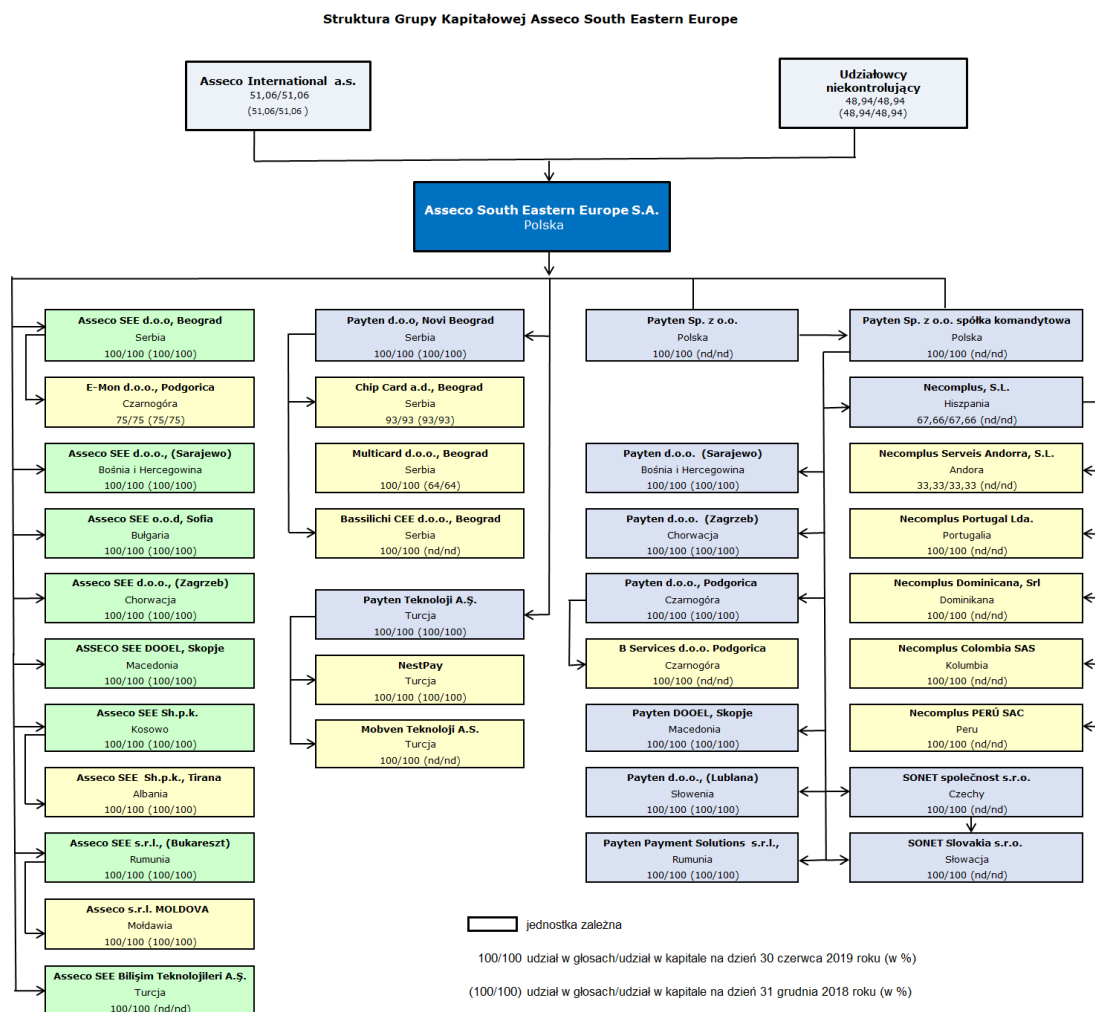 Struktura Grupy Kapitałowej Asseco South Eastern Europe
Asseco International a.s.
51,06/51,06
(51,06/51,06 )
Udziałowcy
niekontrolujący
48,94/48,94
(48,94/48,94)
Asseco South Eastern Europe S.A.
Polska
Asseco SEE d.o.o, Beograd
Serbia
100/100 (100/100)
E-Mon d.o.o., Podgorica
Czarnogóra
75/75 (75/75)
Asseco SEE d.o.o., (Sarajewo)
Bośnia i Hercegowina
100/100 (100/100)
Asseco SEE o.o.d, Sofia
Bułgaria
100/100 (100/100)
Asseco SEE d.o.o., (Zagrzeb)
Chorwacja
100/100 (100/100)
ASSECO SEE DOOEL, Skopje
Macedonia
100/100 (100/100)
Asseco SEE Sh.p.k.
Kosowo
100/100 (100/100)
Asseco SEE Sh.p.k., Tirana
Albania
100/100 (100/100)
Asseco SEE s.r.l., (Bukareszt)
Rumunia
100/100 (100/100)
Asseco s.r.l. MOLDOVA
Mołdawia
100/100 (100/100)
Asseco SEE Bilişim Teknolojileri A.Ş.
Turcja
100/100 (nd/nd)
Payten d.o.o, Novi Beograd
Serbia
100/100 (100/100)
Chip Card a.d., Beograd
Serbia
93/93 (93/93)
Multicard d.o.o., Beograd
Serbia
100/100 (64/64)
Bassilichi CEE d.o.o., Beograd
Serbia
100/100 (nd/nd)
Payten Teknoloji A.Ş.
Turcja
100/100 (100/100)
NestPay
Turcja
100/100 (100/100)
Mobven Teknoloji A.S.
Turcja
100/100 (nd/nd)
Payten Sp. z o.o.
Polska
100/100 (nd/nd)
Payten d.o.o. (Sarajewo)
Bośnia i Hercegowina
100/100 (100/100)
Payten d.o.o. (Zagrzeb)
Chorwacja
100/100 (100/100)
Payten d.o.o., Podgorica
Czarnogóra
100/100 (100/100)
B Services d.o.o. Podgorica
Czarnogóra
100/100 (nd/nd)
Payten DOOEL, Skopje
Macedonia
100/100 (100/100)
Payten d.o.o., (Lublana)
Słowenia
100/100 (100/100)
Payten Payment Solutions s.r.l.,
Rumunia
100/100 (100/100)
Payten Sp. z o.o. spółka komandytowa
Polska
100/100 (nd/nd)
Necomplus, S.L.
Hiszpania
67,66/67,66 (nd/nd)
Necomplus Serveis Andorra, S.L.
Andora
33,33/33,33 (nd/nd)
Necomplus Portugal Lda.
Portugalia
100/100 (nd/nd)
Necomplus Dominicana, Srl
Dominikana
100/100 (nd/nd)
Necomplus Colombia SAS
Kolumbia
100/100 (nd/nd)
Necomplus PERÚ SAC
Peru
100/100 (nd/nd)
SONET společnost s.r.o.
Czechy
100/100 (nd/nd)
SONET Slovakia s.r.o.
Słowacja
100/100 (nd/nd)
jednostka zależna
100/100 udział w głosach/udział w kapitale na dzień 30 czerwca 2019 roku (w %)
(100/100) udział w głosach/udział w kapitale na dzień 31 grudnia 2018 roku (w %)